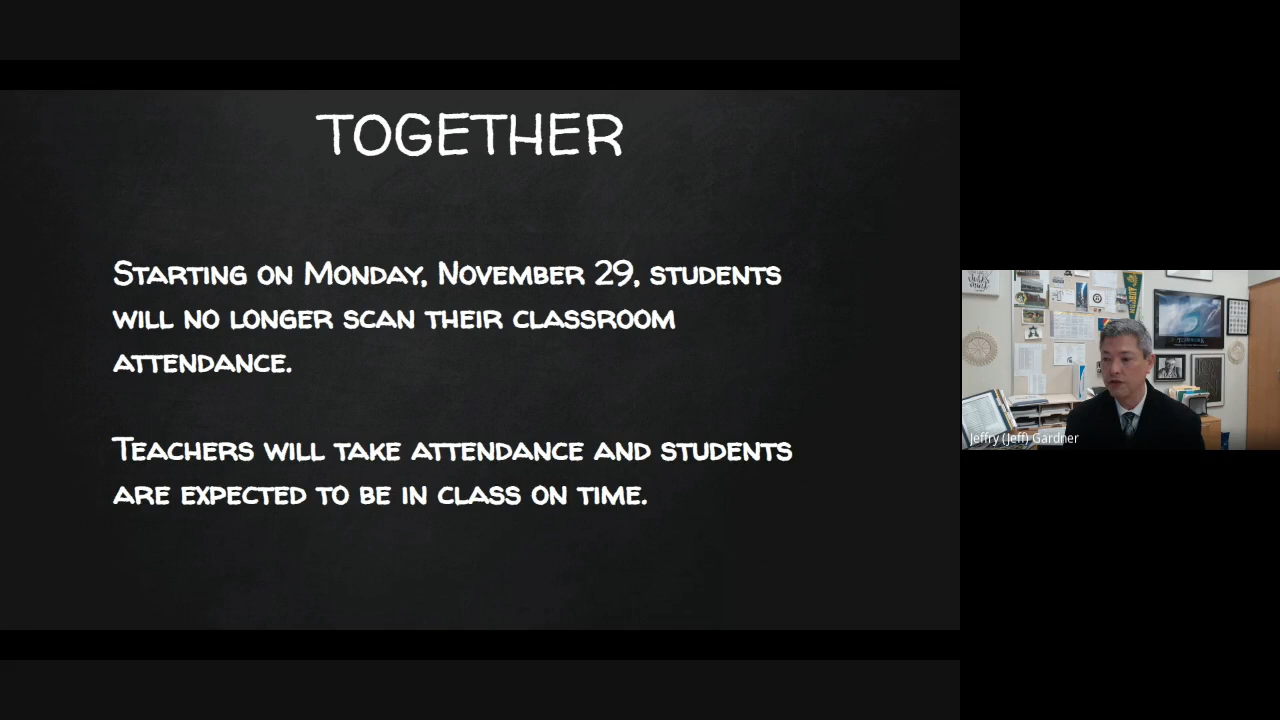 TOGETHER
STARTING ON MONDAY, NOVEMBER 29, STUDENTS
WILL NO LONGER SCAN THEIR CLASSROOM
ATTENDANCE.
TEACHERS WILL TAKE ATTENDANCE AND STUDENTS
ARE EXPECTED TO BE IN CLASS ON TIME.
Jeffry (Jeff) Gardner